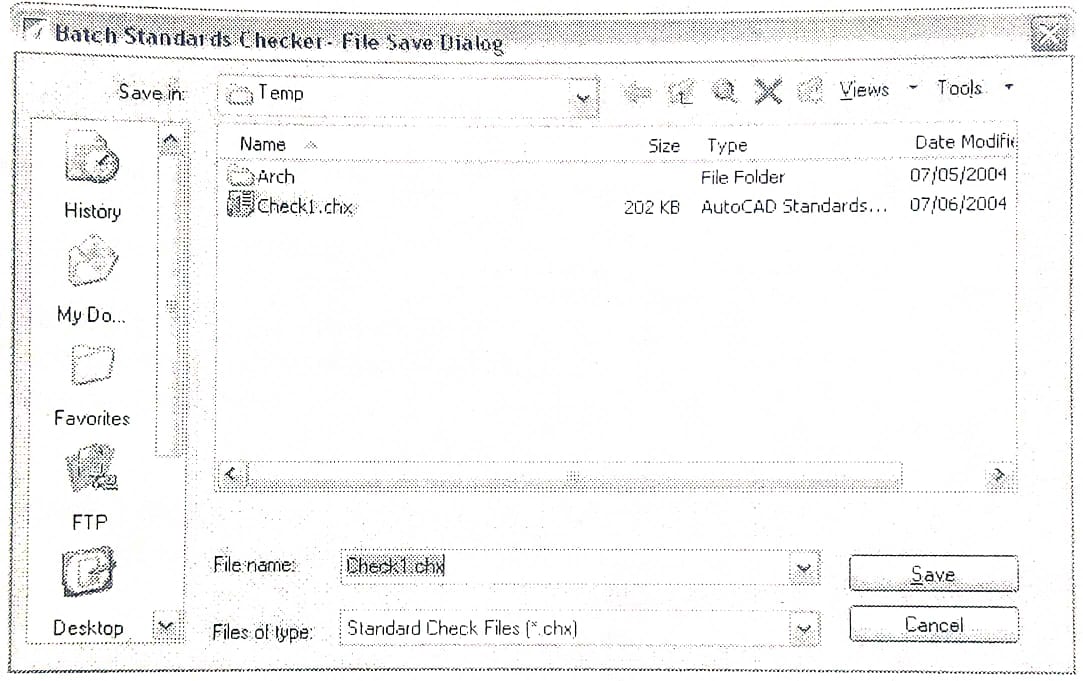 Batch Standards Checker - File Save Dialog
Save in: Temp Views Tools
Name Size Type Date Modifie
Arch File Folder 07/05/2004
Check1.chx 202 KB AutoCAD Standards... 07/06/2004
History
My Do...
Favorites
FTP
Desktop
File name: Check1.chx Save
Files of type: Standard Check Files (*.chx) Cancel